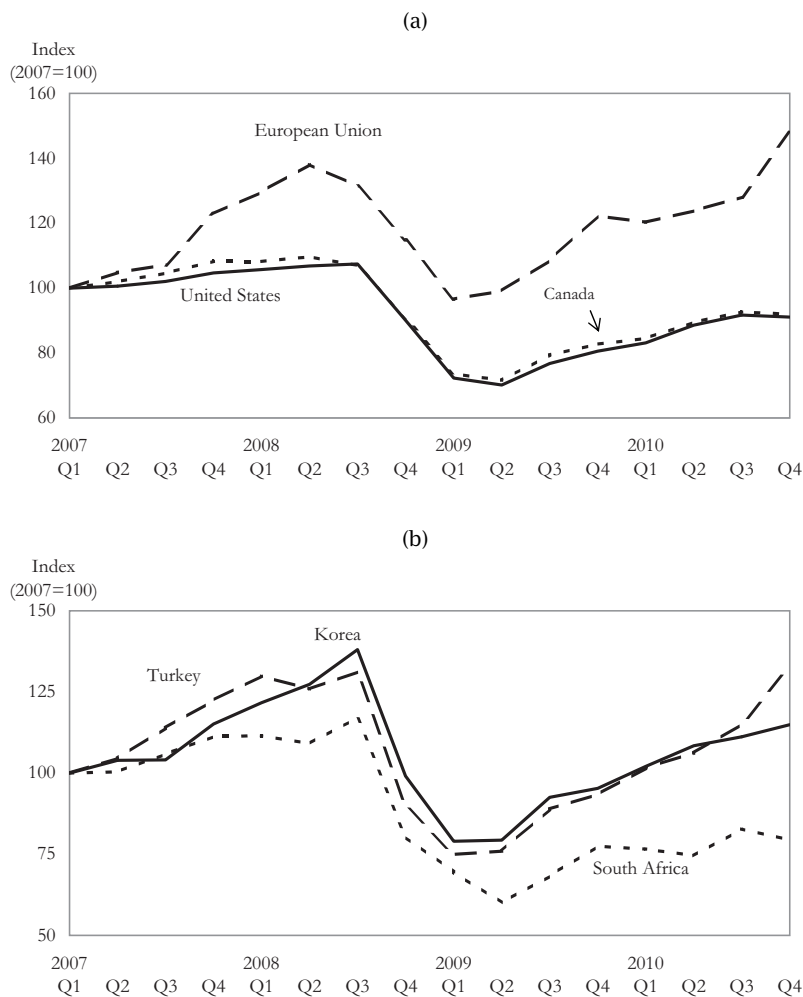 (a)
Index
(2007=100)
160
European Union
140
120
100
United States
Canada
80
60
2007 2008 2009 2010
Q1 Q2 Q3 Q4 Q1 Q2 Q3 Q4 Q1 Q2 Q3 Q4 Q1 Q2 Q3 Q4
(b)
Index
(2007=100)
150
Korea
Turkey
125
100
75
South Africa
50
2007 2008 2009 2010
Q1 Q2 Q3 Q4 Q1 Q2 Q3 Q4 Q1 Q2 Q3 Q4 Q1 Q2 Q3 Q4